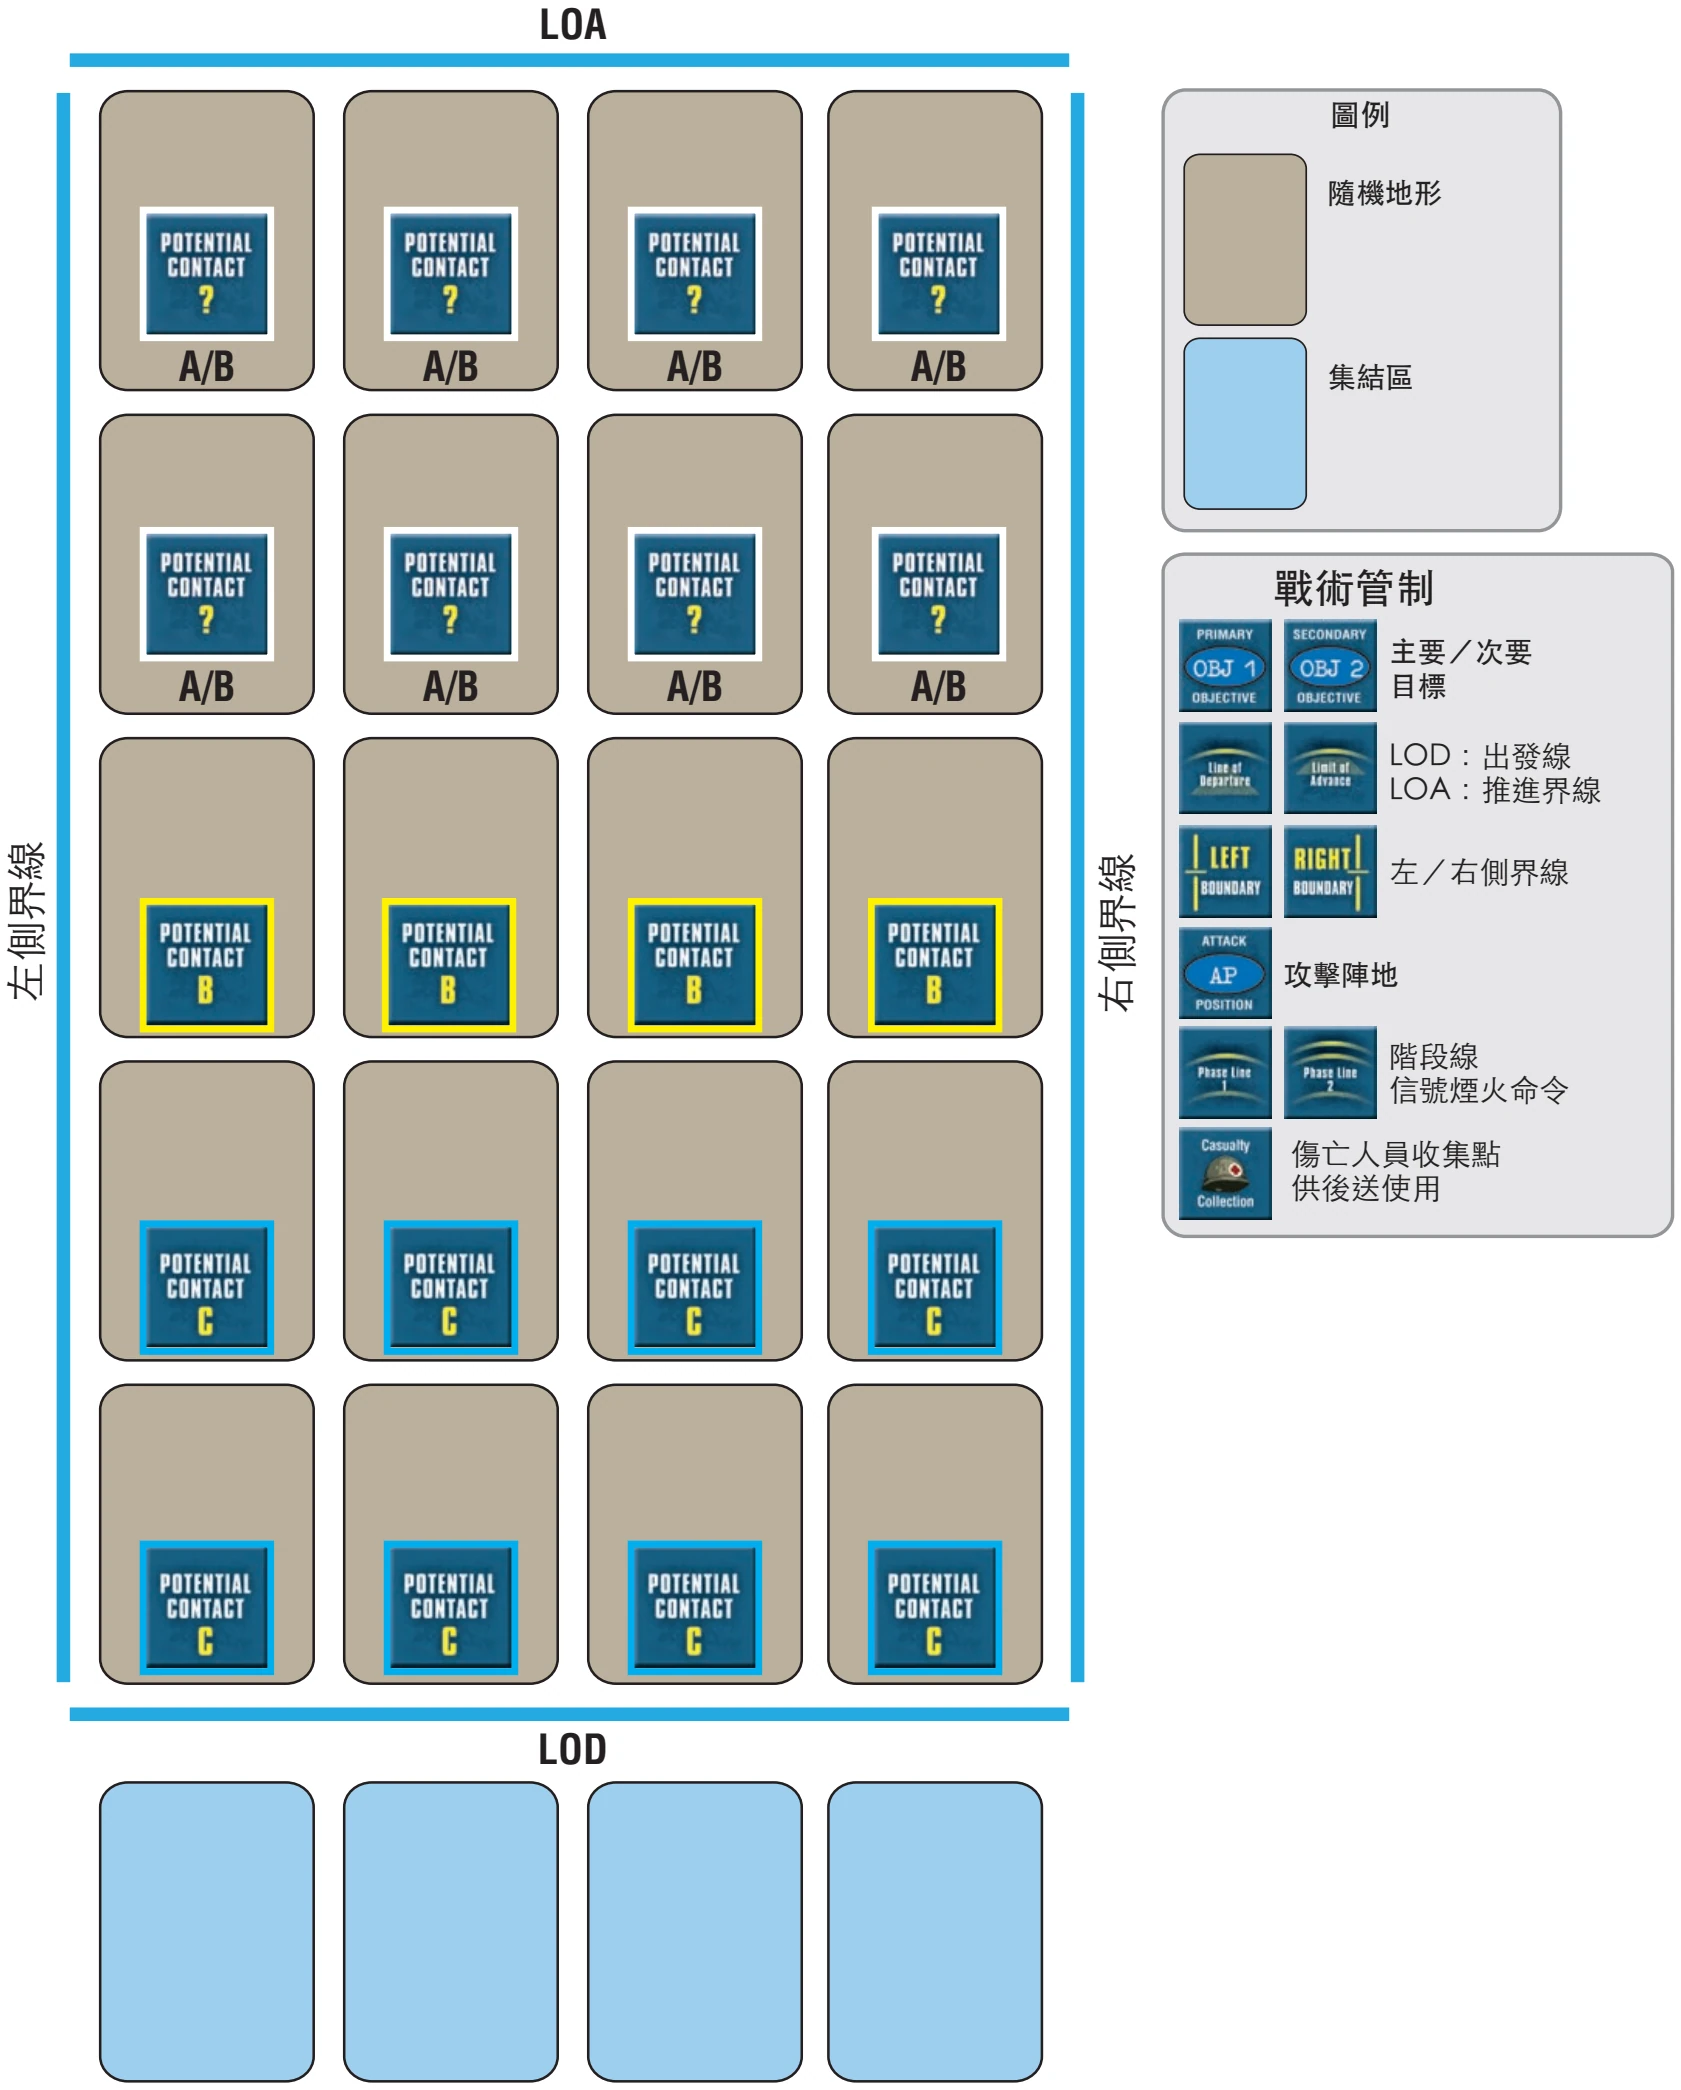 LOA
POTENTIAL
CONTACT
?
A/B
POTENTIAL
CONTACT
?
A/B
POTENTIAL
CONTACT
?
A/B
POTENTIAL
CONTACT
?
A/B
POTENTIAL
CONTACT
?
A/B
POTENTIAL
CONTACT
?
A/B
POTENTIAL
CONTACT
?
A/B
POTENTIAL
CONTACT
?
A/B
左側界線
POTENTIAL
CONTACT
B
POTENTIAL
CONTACT
B
POTENTIAL
CONTACT
B
POTENTIAL
CONTACT
B
右側界線
POTENTIAL
CONTACT
C
POTENTIAL
CONTACT
C
POTENTIAL
CONTACT
C
POTENTIAL
CONTACT
C
POTENTIAL
CONTACT
C
POTENTIAL
CONTACT
C
POTENTIAL
CONTACT
C
POTENTIAL
CONTACT
C
LOD
圖例
隨機地形
集結區
戰術管制
PRIMARY
OBJ 1
OBJECTIVE
SECONDARY
OBJ 2
OBJECTIVE
主要／次要
目標
Line of
Departure
Limit of
Advance
LOD：出發線
LOA：推進界線
LEFT
BOUNDARY
RIGHT
BOUNDARY
左／右側界線
ATTACK
AP
POSITION
攻擊陣地
Phase Line
1
Phase Line
2
階段線
信號煙火命令
Casualty
Collection
傷亡人員收集點
供後送使用